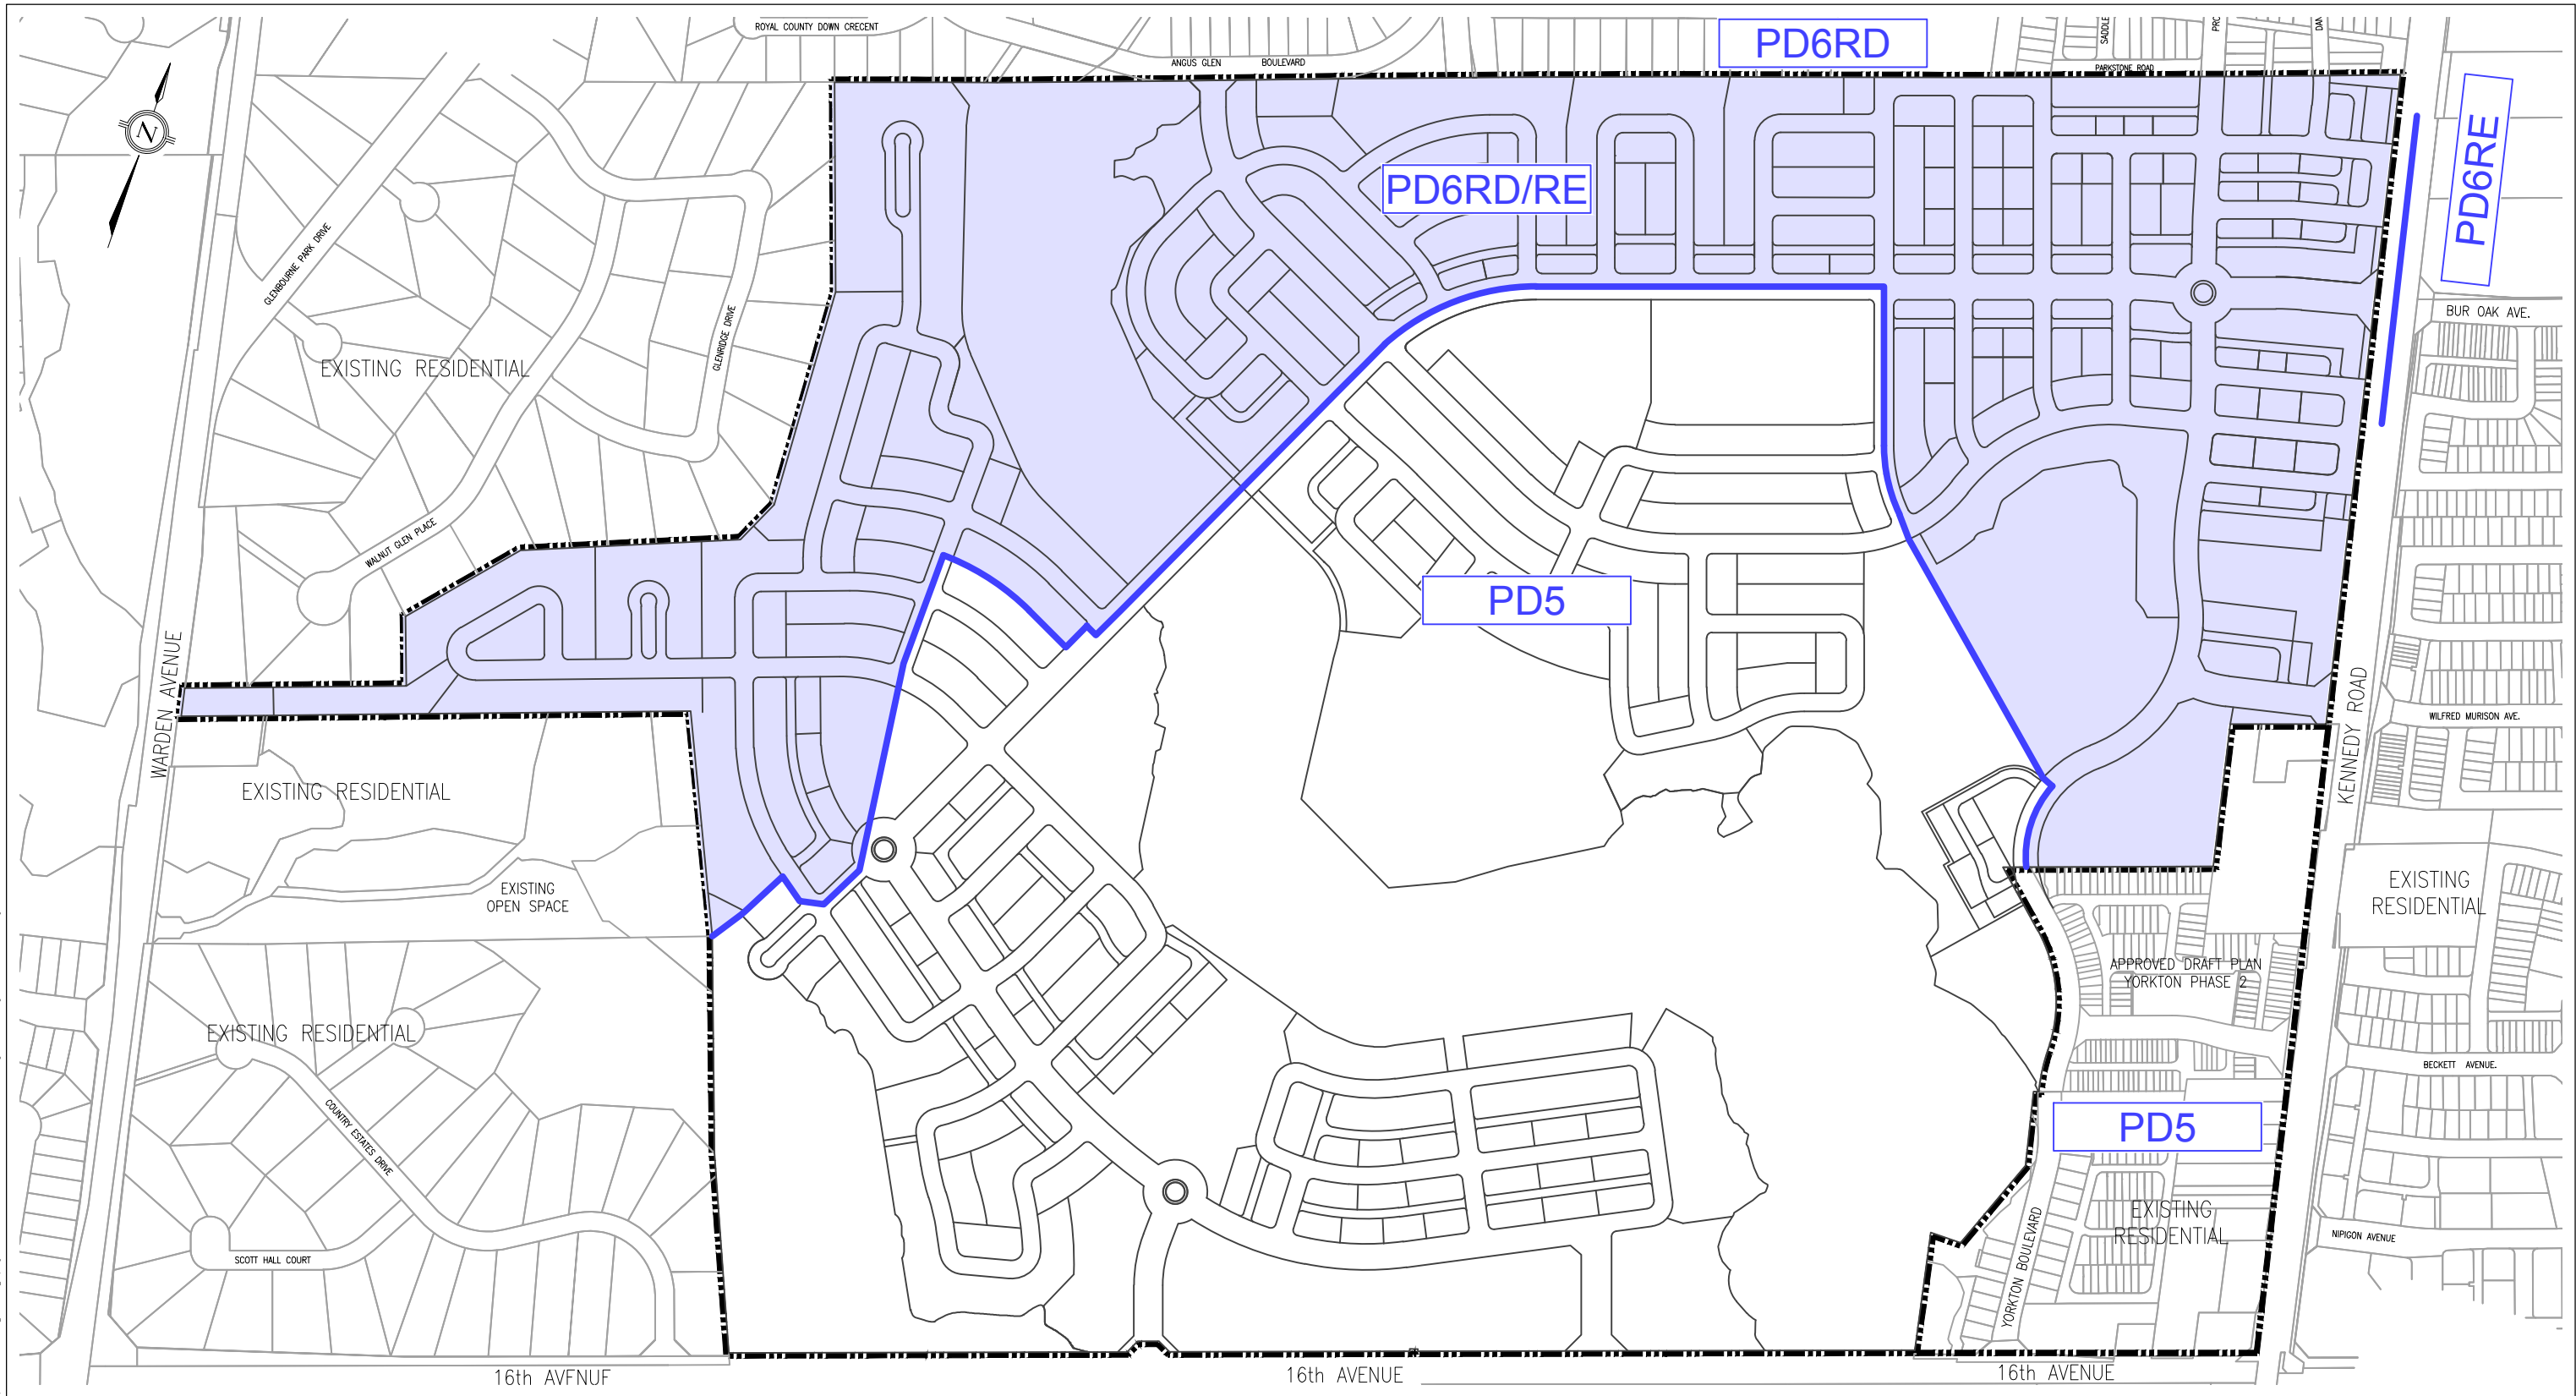 ROYAL COUNTY DOWN CRECENT
ANGUS GLEN BOULEVARD
PD6RD
PARKSTONE ROAD
N
PD6RE
PD6RD/RE
GLENBOURNE PARK DRIVE
GLENRIDGE DRIVE
BUR OAK AVE.
EXISTING RESIDENTIAL
WALNUT GLEN PLACE
PD5
WARDEN AVENUE
KENNEDY ROAD
WILFRED MURISON AVE.
EXISTING RESIDENTIAL
EXISTING
OPEN SPACE
EXISTING
RESIDENTIAL
APPROVED DRAFT PLAN
YORKTON PHASE 2
EXISTING RESIDENTIAL
BECKETT AVENUE.
COUNTRY ESTATES DRIVE
PD5
EXISTING
RESIDENTIAL
YORKTON BOULEVARD
NIPIGON AVENUE
SCOTT HALL COURT
16th AVFNUF
16th AVENUE
16th AVENUE